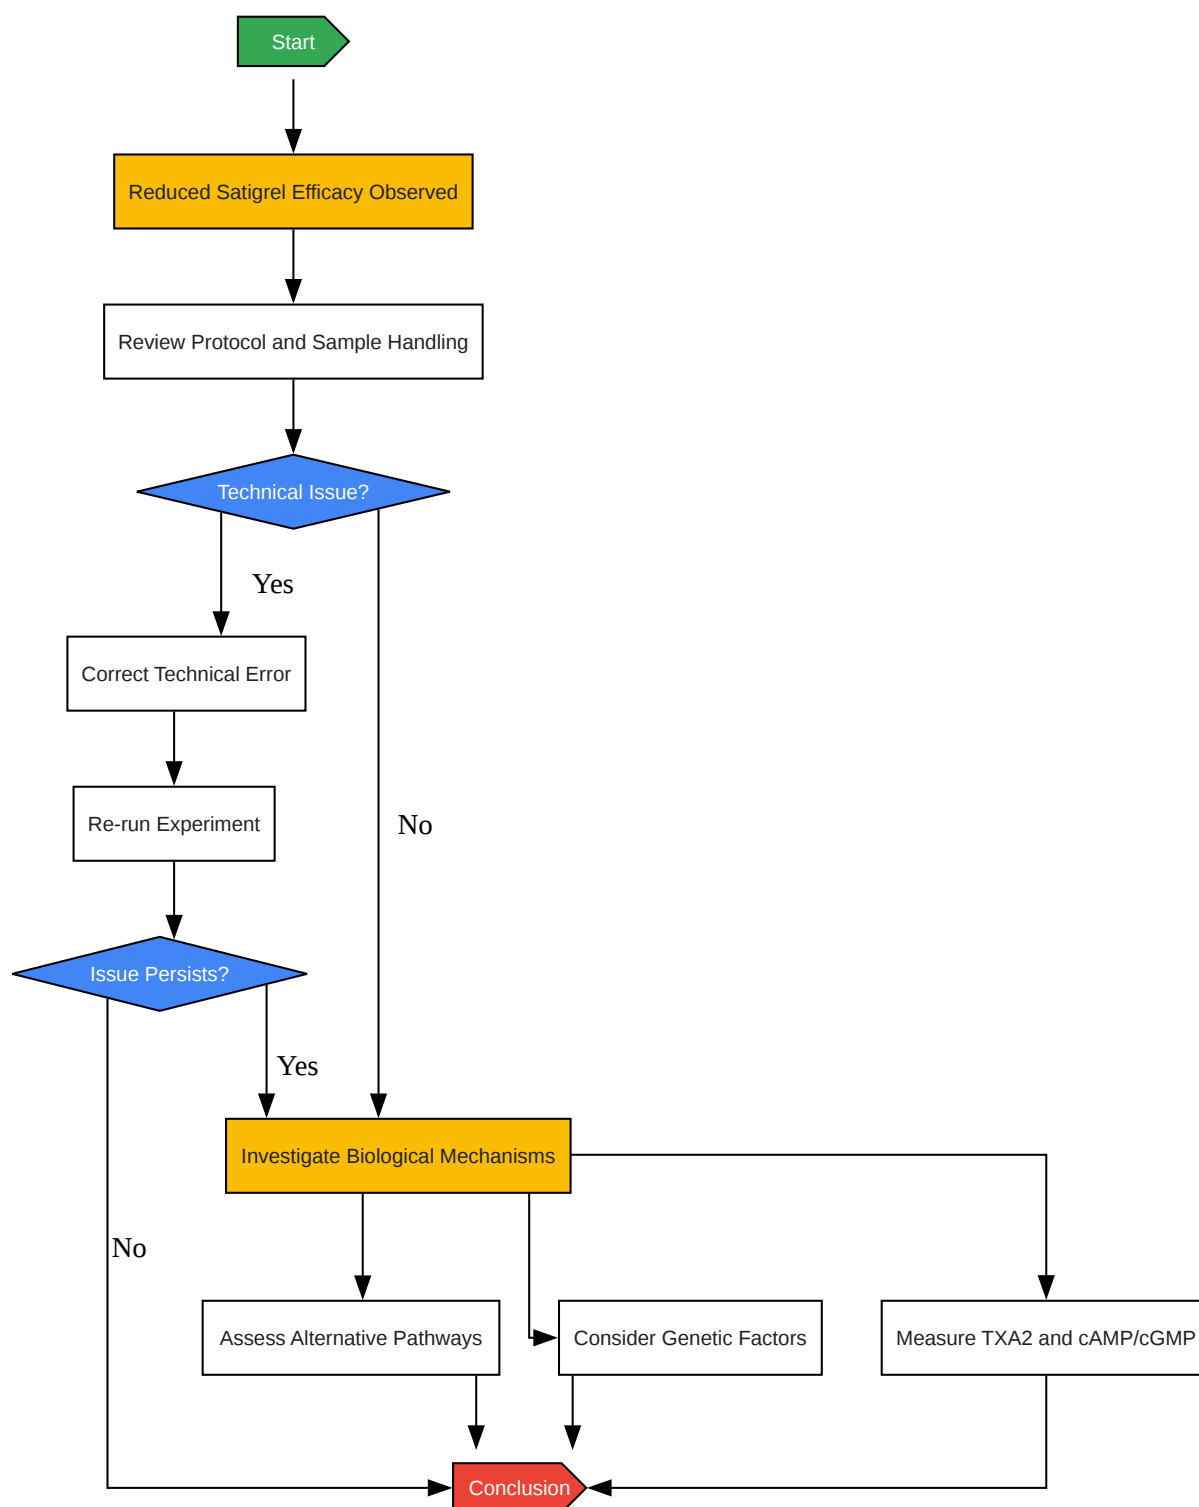 Start
Reduced Satigrel Efficacy Observed
Review Protocol and Sample Handling
Technical Issue?
Yes
Correct Technical Error
Re-run Experiment
No
Issue Persists?
Yes
Investigate Biological Mechanisms
No
Assess Alternative Pathways
Consider Genetic Factors
Measure TXA2 and cAMP/cGMP
Conclusion